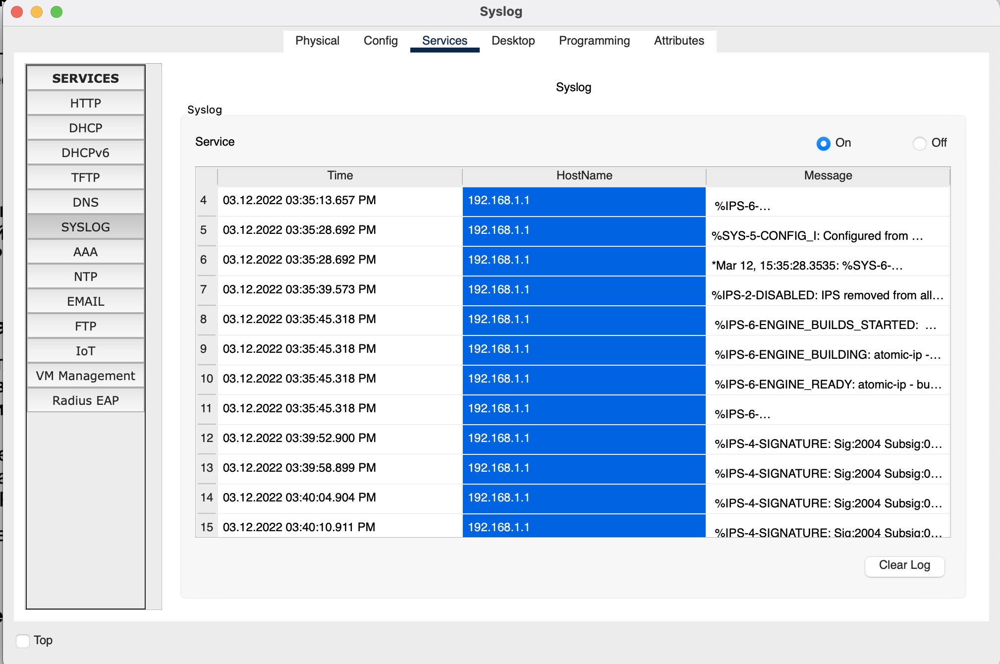 Syslog
Physical Config Services Desktop Programming Attributes
SERVICES
HTTP
DHCP
DHCPv6
TFTP
DNS
SYSLOG
AAA
NTP
EMAIL
FTP
IoT
VM Management
Radius EAP
Syslog
Syslog
Service On Off
Time HostName Message
4 03.12.2022 03:35:13.657 PM 192.168.1.1 %IPS-6-...
5 03.12.2022 03:35:28.692 PM 192.168.1.1 %SYS-5-CONFIG_I: Configured from ...
6 03.12.2022 03:35:28.692 PM 192.168.1.1 *Mar 12, 15:35:28.3535: %SYS-6-...
7 03.12.2022 03:35:39.573 PM 192.168.1.1 %IPS-2-DISABLED: IPS removed from all...
8 03.12.2022 03:35:45.318 PM 192.168.1.1 %IPS-6-ENGINE_BUILDS_STARTED: ...
9 03.12.2022 03:35:45.318 PM 192.168.1.1 %IPS-6-ENGINE_BUILDING: atomic-ip -...
10 03.12.2022 03:35:45.318 PM 192.168.1.1 %IPS-6-ENGINE_READY: atomic-ip - bu...
11 03.12.2022 03:35:45.318 PM 192.168.1.1 %IPS-6-...
12 03.12.2022 03:39:52.900 PM 192.168.1.1 %IPS-4-SIGNATURE: Sig:2004 Subsig:0...
13 03.12.2022 03:39:58.899 PM 192.168.1.1 %IPS-4-SIGNATURE: Sig:2004 Subsig:0...
14 03.12.2022 03:40:04.904 PM 192.168.1.1 %IPS-4-SIGNATURE: Sig:2004 Subsig:0...
15 03.12.2022 03:40:10.911 PM 192.168.1.1 %IPS-4-SIGNATURE: Sig:2004 Subsig:0...
Clear Log
Top